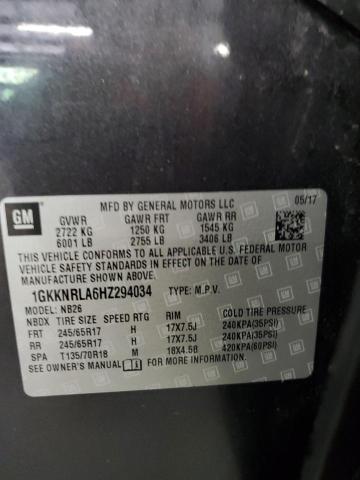 GM
MFD BY GENERAL MOTORS LLC 05/17
GVWR GAWR FRT GAWR RR
2722 KG 1250 KG 1545 KG
6001 LB 2755 LB 3406 LB
THIS VEHICLE CONFORMS TO ALL APPLICABLE U.S. FEDERAL MOTOR
VEHICLE SAFETY STANDARDS IN EFFECT ON THE DATE OF
MANUFACTURE SHOWN ABOVE.
1GKKNRLA6HZ294034 TYPE: M.P.V.
MODEL: NB26
NBDX TIRE SIZE SPEED RTG RIM COLD TIRE PRESSURE
FRT 245/65R17 H 17X7.5J 240KPA(35PSI)
RR 245/65R17 H 17X7.5J 240KPA(35PSI)
SPA T135/70R18 M 18X4.5B 420KPA(60PSI)
SEE OWNER'S MANUAL FOR MORE INFORMATION.